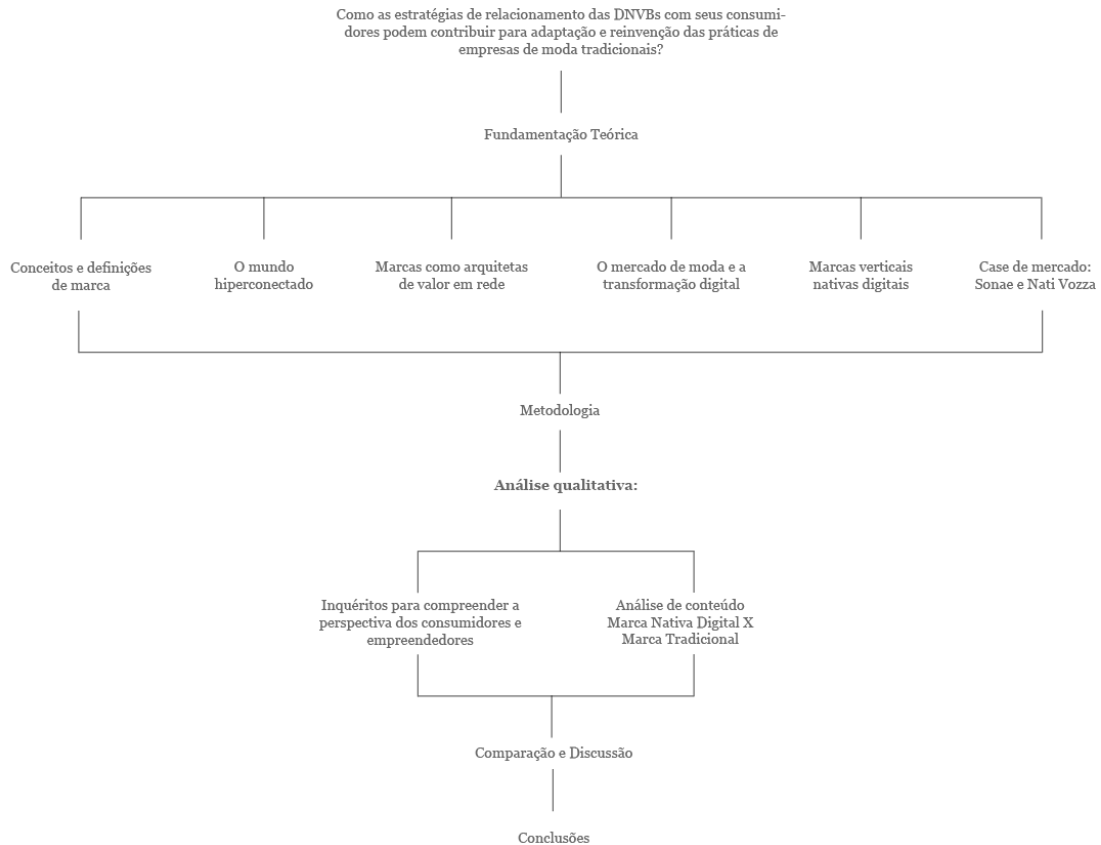 Como as estratégias de relacionamento das DNVBs com seus consumi-
dores podem contribuir para adaptação e reinvenção das práticas de
empresas de moda tradicionais?
Fundamentação Teórica
Conceitos e definições
de marca
O mundo
hiperconectado
Marcas como arquitetas
de valor em rede
O mercado de moda e a
transformação digital
Marcas verticais
nativas digitais
Case de mercado:
Sonae e Nati Vozza
Metodologia
Análise qualitativa:
Inquéritos para compreender a
perspectiva dos consumidores e
empreendedores
Análise de conteúdo
Marca Nativa Digital X
Marca Tradicional
Comparação e Discussão
Conclusões